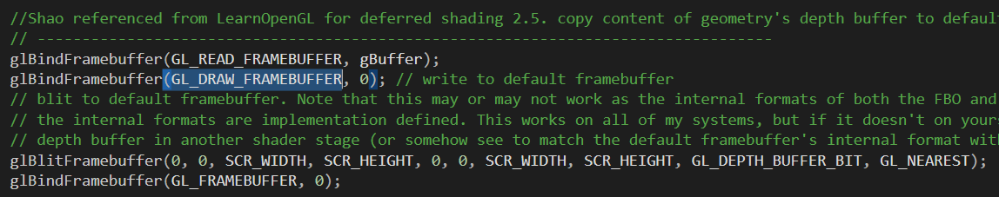 //Shao referenced from LearnOpenGL for deferred shading 2.5. copy content of geometry's depth buffer to defaul
// ----------------------------------------------------------------------------------
glBindFramebuffer(GL_READ_FRAMEBUFFER, gBuffer);
glBindFramebuffer(GL_DRAW_FRAMEBUFFER, 0); // write to default framebuffer
// blit to default framebuffer. Note that this may or may not work as the internal formats of both the FBO and
// the internal formats are implementation defined. This works on all of my systems, but if it doesn't on your
// depth buffer in another shader stage (or somehow see to match the default framebuffer's internal format wit
glBlitFramebuffer(0, 0, SCR_WIDTH, SCR_HEIGHT, 0, 0, SCR_WIDTH, SCR_HEIGHT, GL_DEPTH_BUFFER_BIT, GL_NEAREST);
glBindFramebuffer(GL_FRAMEBUFFER, 0);